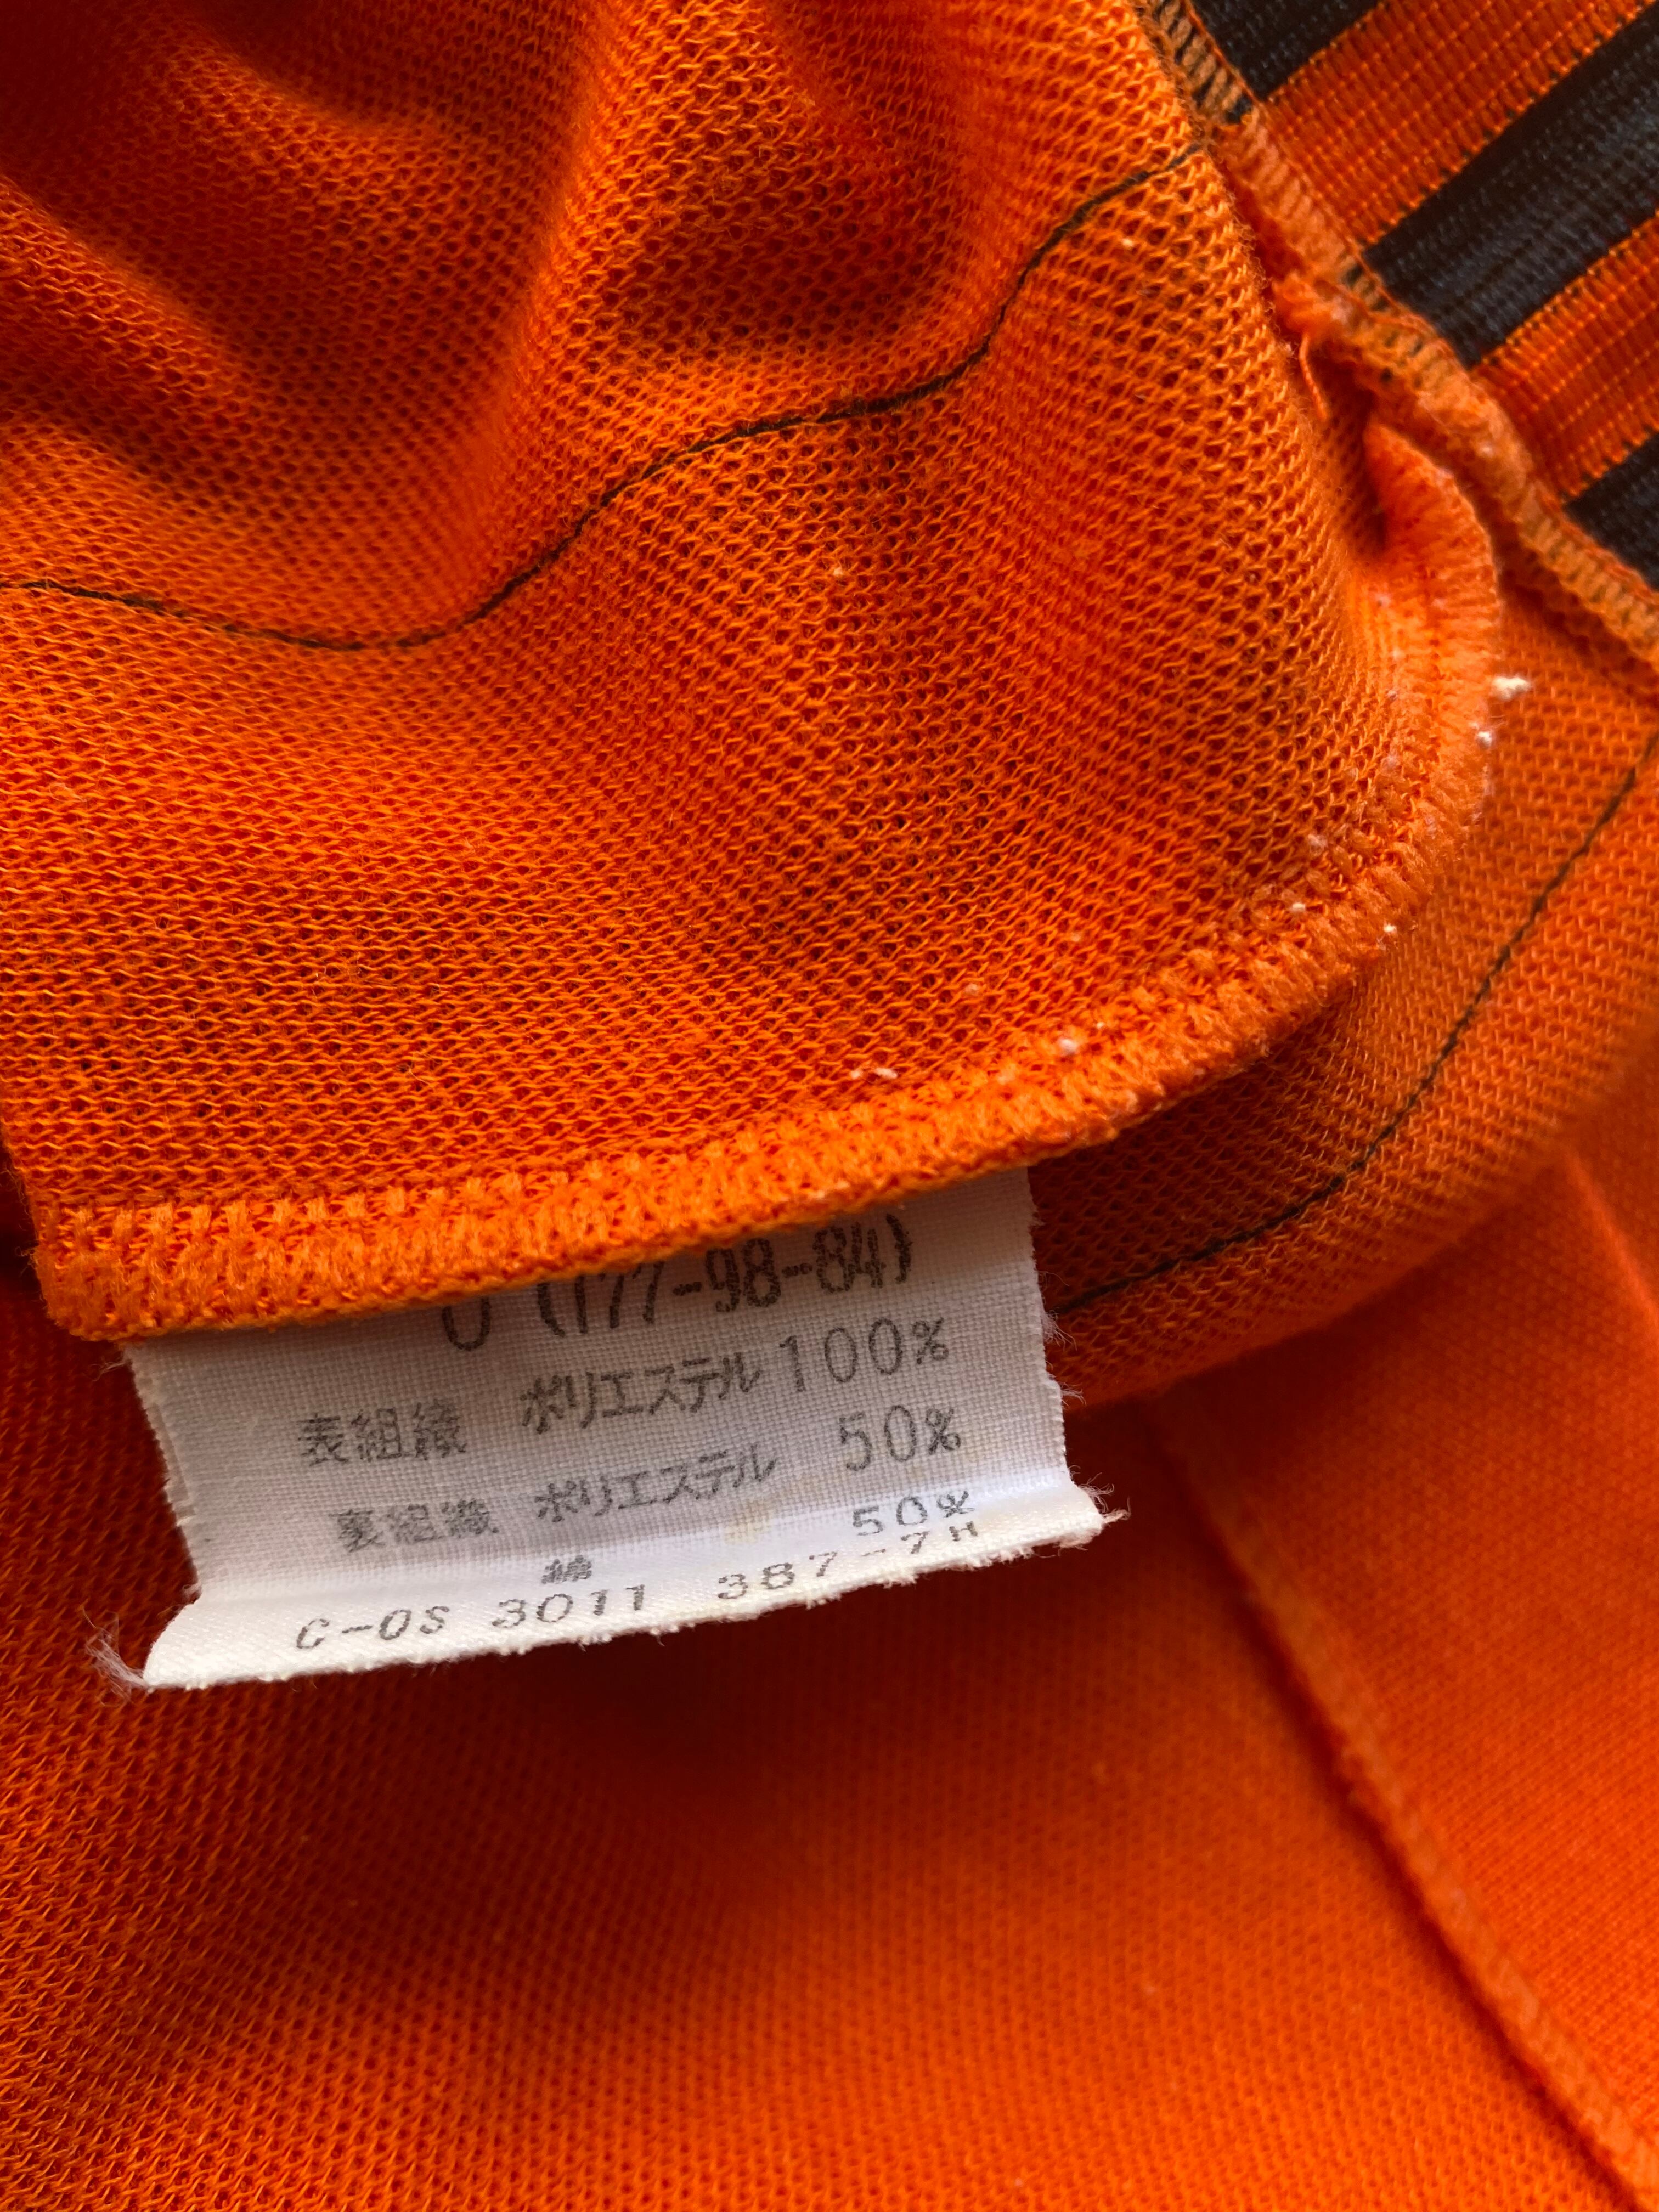 O (177-98-84)
表組織 ポリエステル 100%
裏組織 ポリエステル 50%
綿 50%
C-OS 3011 387-7H